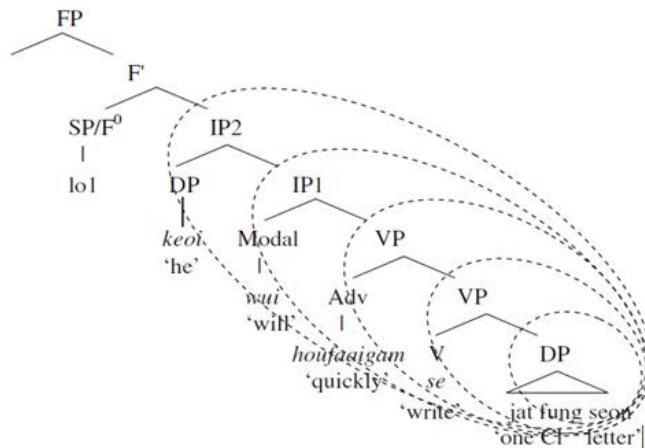 FP
F'
SP/F⁰ IP2
lo1 DP IP1
keoi Modal VP
'he'
wui Adv VP
'will'
houfaaigam V DP
'quickly' se
'write' jat fung seon
'one Cl letter'